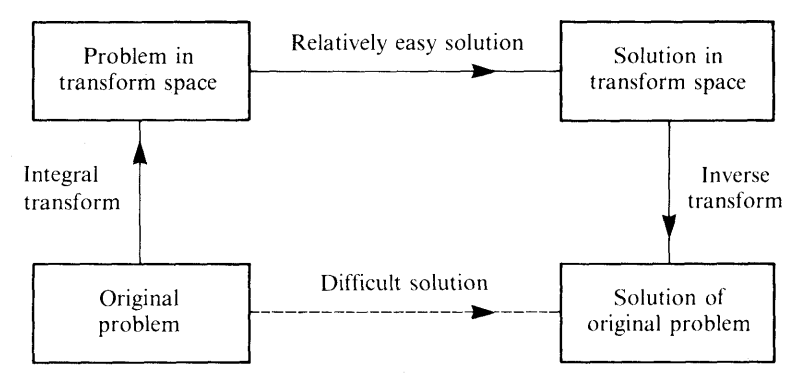 Problem in
transform space
Relatively easy solution
Solution in
transform space
Integral
transform
Inverse
transform
Original
problem
Difficult solution
Solution of
original problem